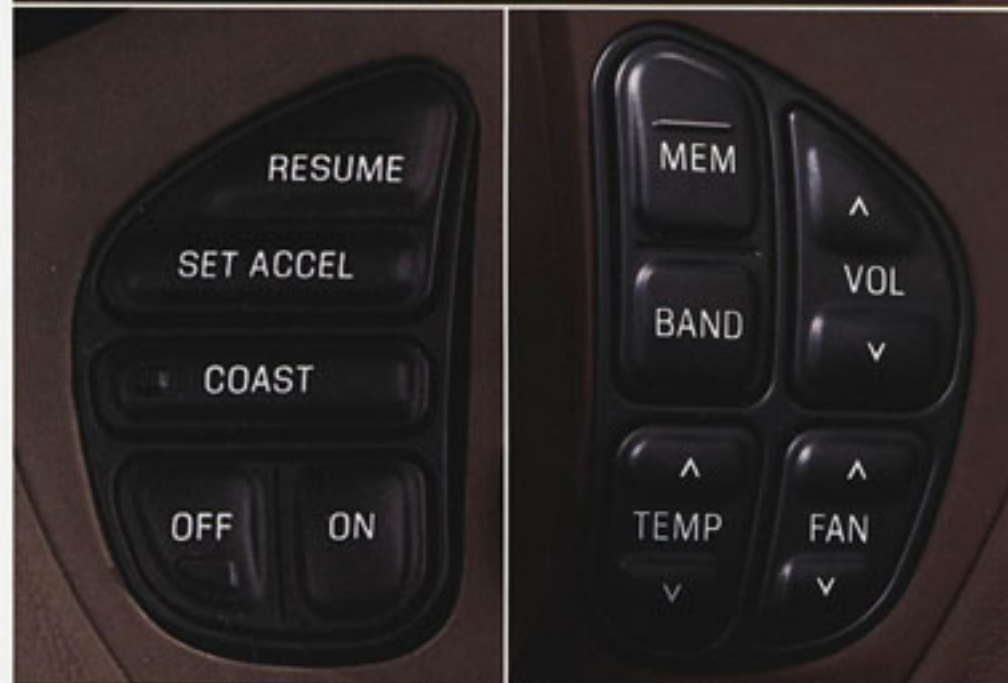 RESUME
SET ACCEL
COAST
OFF ON
MEM
BAND
VOL
TEMP
FAN